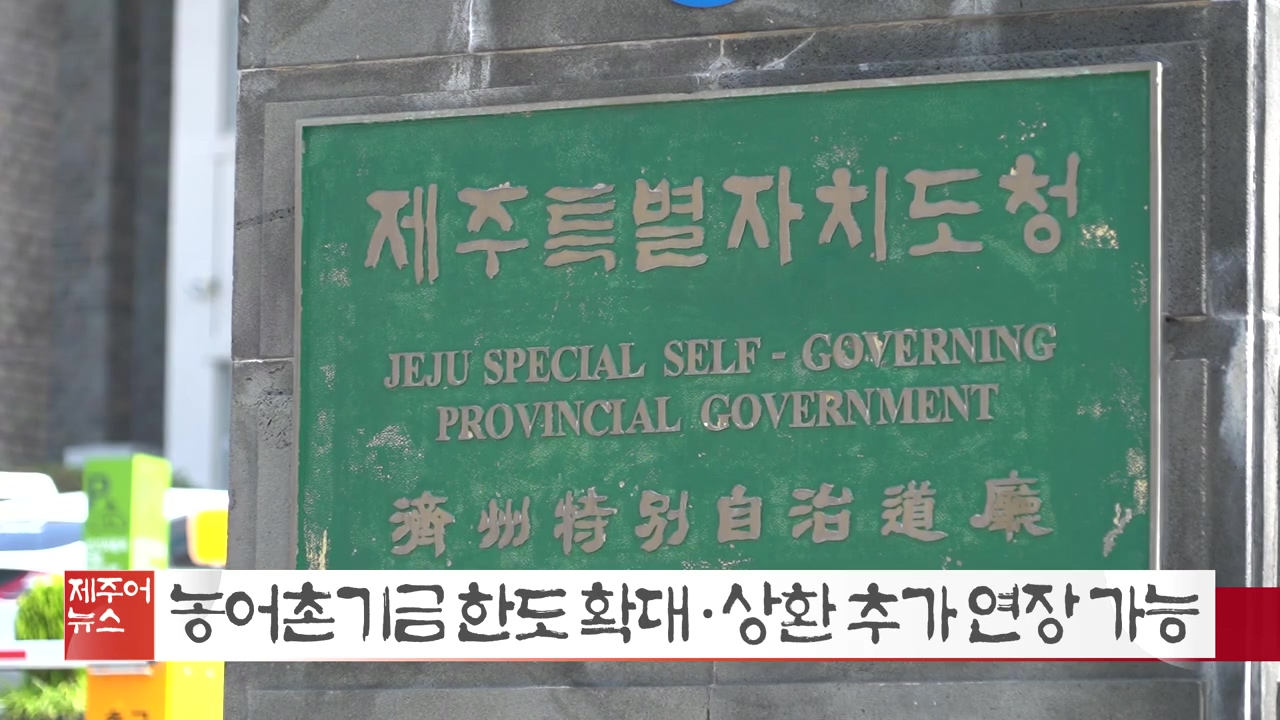 제주특별자치도청
JEJU SPECIAL SELF - GOVERNING
PROVINCIAL GOVERNMENT
濟州特别自治道廳
제주어
뉴스
농어촌기금 한도 확대·상환 추가 연장 가능